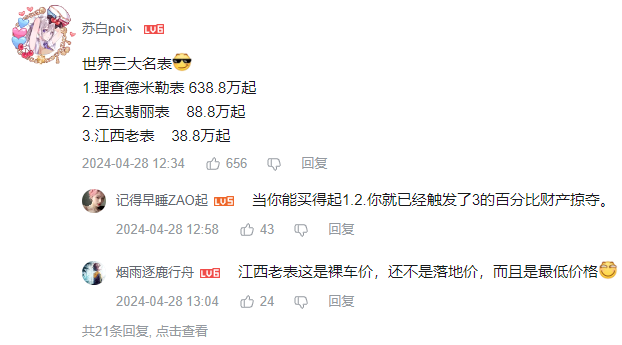 苏白poi丶 LV6
世界三大名表
1.理查德米勒表 638.8万起
2.百达翡丽表 88.8万起
3.江西老表 38.8万起
2024-04-28 12:34 656 回复
记得早睡ZAO起 LV5 当你能买得起1.2.你就已经触发了3的百分比财产掠夺。
2024-04-28 12:58 43 回复
烟雨逐鹿行舟 LV6 江西老表这是裸车价，还不是落地价，而且是最低价格
2024-04-28 13:04 24 回复
共21条回复, 点击查看